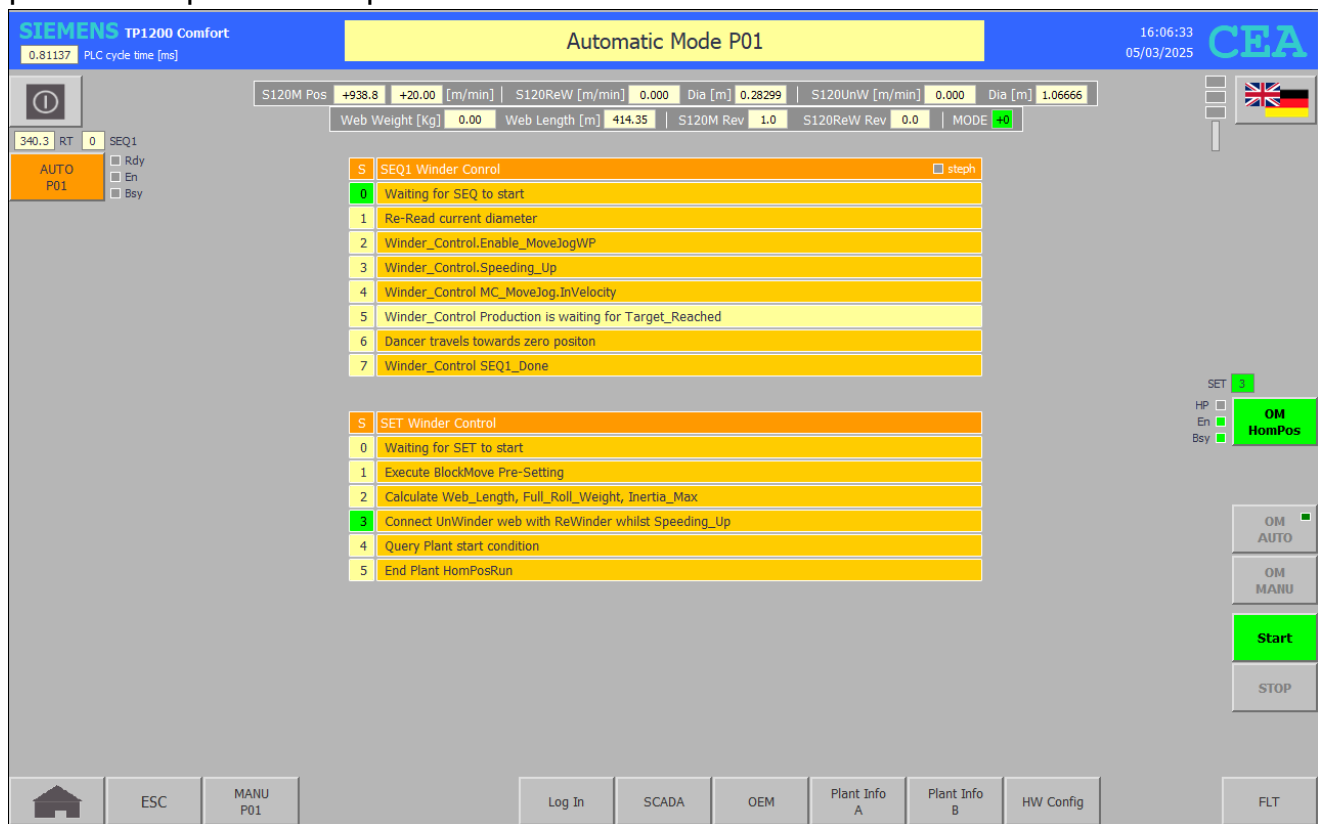 SIEMENS TP1200 Comfort
0.81137 PLC cycle time [ms]
Automatic Mode P01
16:06:33
05/03/2025
CEA
S120M Pos +938.8 +20.00 [m/min] | S120ReW [m/min] 0.000 Dia [m] 0.28299 | S120UnW [m/min] 0.000 Dia [m] 1.06666
Web Weight [Kg] 0.00 Web Length [m] 414.35 | S120M Rev 1.0 S120ReW Rev 0.0 | MODE +0
340.3 RT 0 SEQ1
AUTO
P01
Rdy
En
Bsy
S SEQ1 Winder Conrol steph
0 Waiting for SEQ to start
1 Re-Read current diameter
2 Winder_Control.Enable_MoveJogWP
3 Winder_Control.Speeding_Up
4 Winder_Control MC_MoveJog.InVelocity
5 Winder_Control Production is waiting for Target_Reached
6 Dancer travels towards zero positon
7 Winder_Control SEQ1_Done
S SET Winder Control
0 Waiting for SET to start
1 Execute BlockMove Pre-Setting
2 Calculate Web_Length, Full_Roll_Weight, Inertia_Max
3 Connect UnWinder web with ReWinder whilst Speeding_Up
4 Query Plant start condition
5 End Plant HomPosRun
SET 3
HP
En
Bsy
OM
HomPos
OM
AUTO
OM
MANU
Start
STOP
ESC
MANU
P01
Log In
SCADA
OEM
Plant Info
A
Plant Info
B
HW Config
FLT